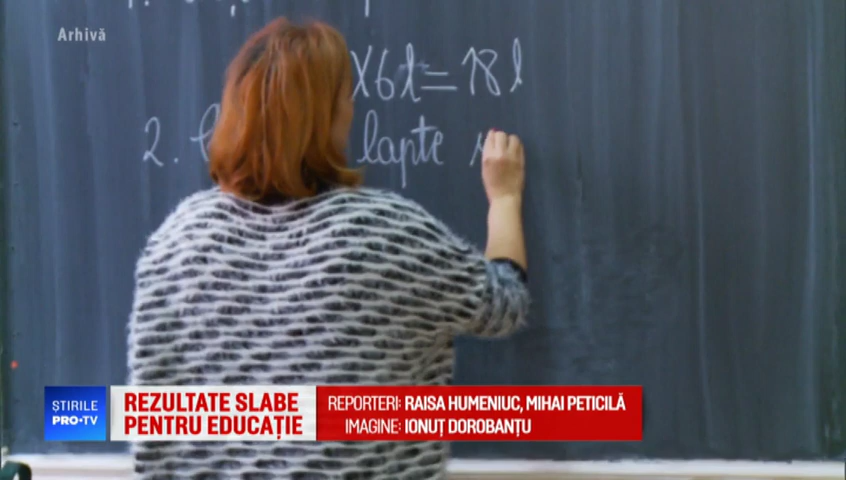 Arhivă
X6l=18l
2. lapte
ȘTIRILE
PRO•TV
REZULTATE SLABE
PENTRU EDUCAȚIE
REPORTERI: RAISA HUMENIUC, MIHAI PETICILĂ
IMAGINE: IONUȚ DOROBANȚU